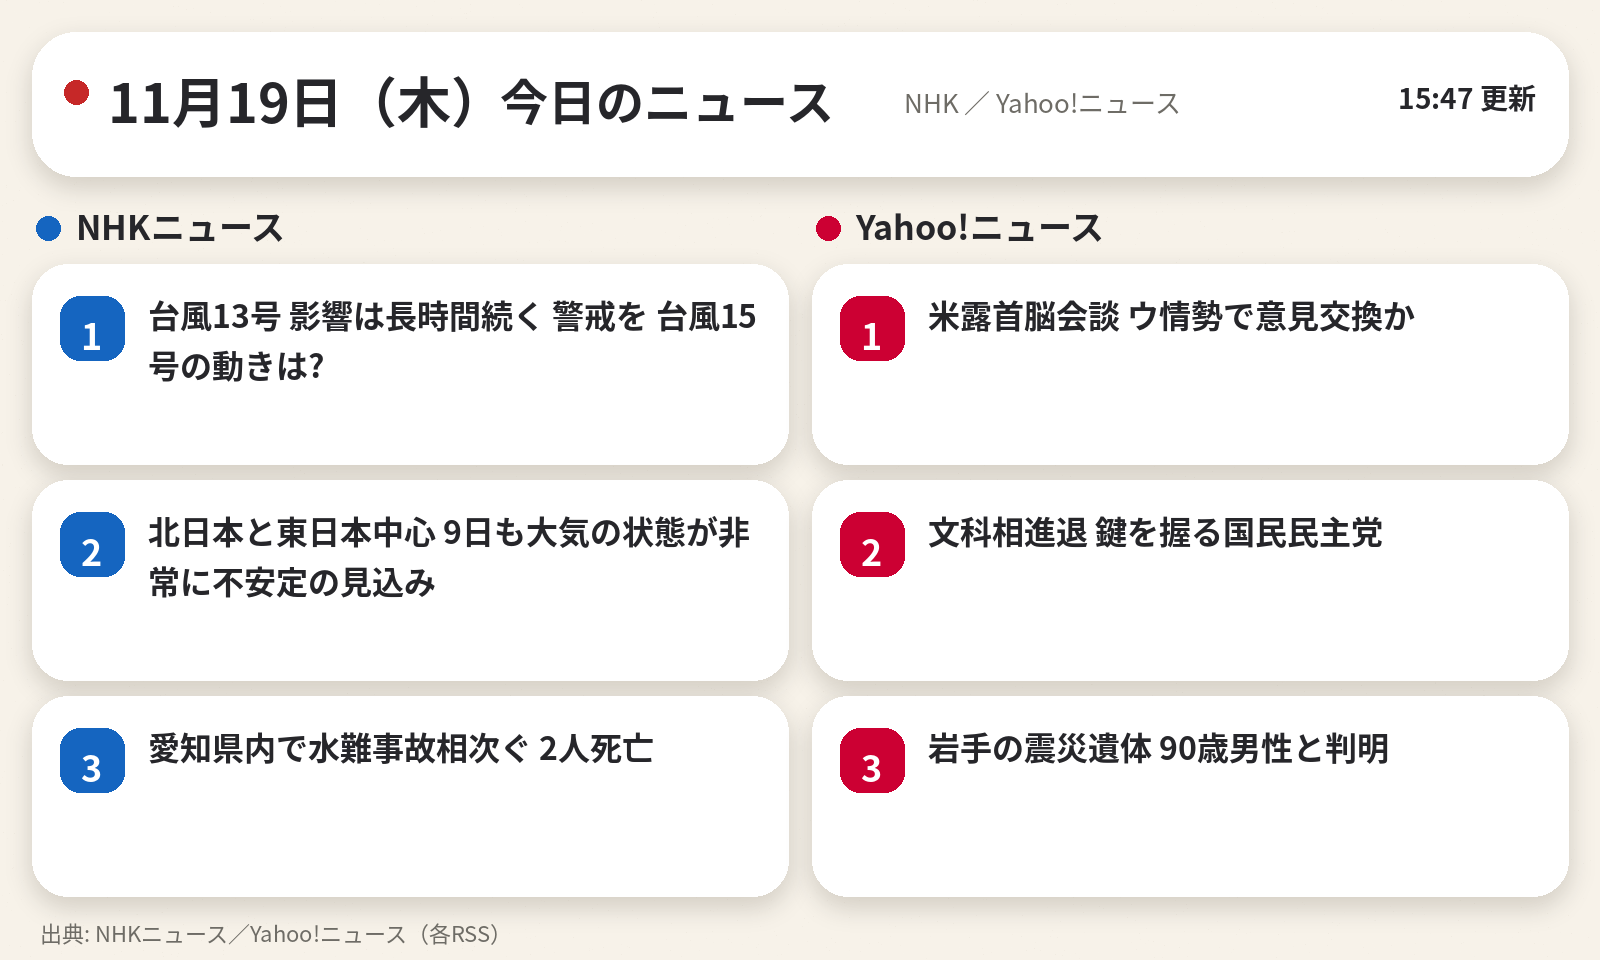 11月19日（木）今日のニュース
NHK ／ Yahoo!ニュース
15:47 更新
NHKニュース
1
台風13号 影響は長時間続く 警戒を 台風15
号の動きは?
2
北日本と東日本中心 9日も大気の状態が非
常に不安定の見込み
3
愛知県内で水難事故相次ぐ 2人死亡
Yahoo!ニュース
1
米露首脳会談 ウ情勢で意見交換か
2
文科相進退 鍵を握る国民民主党
3
岩手の震災遺体 90歳男性と判明
出典: NHKニュース／Yahoo!ニュース（各RSS）